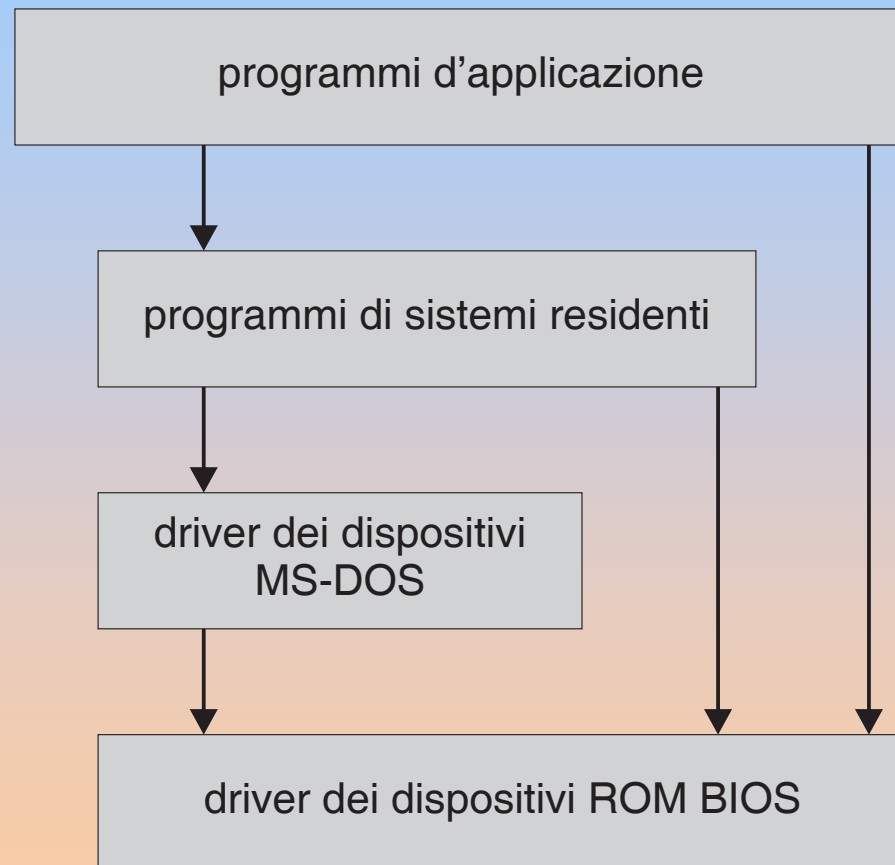 programmi d’applicazione
programmi di sistemi residenti
driver dei dispositivi
MS-DOS
driver dei dispositivi ROM BIOS